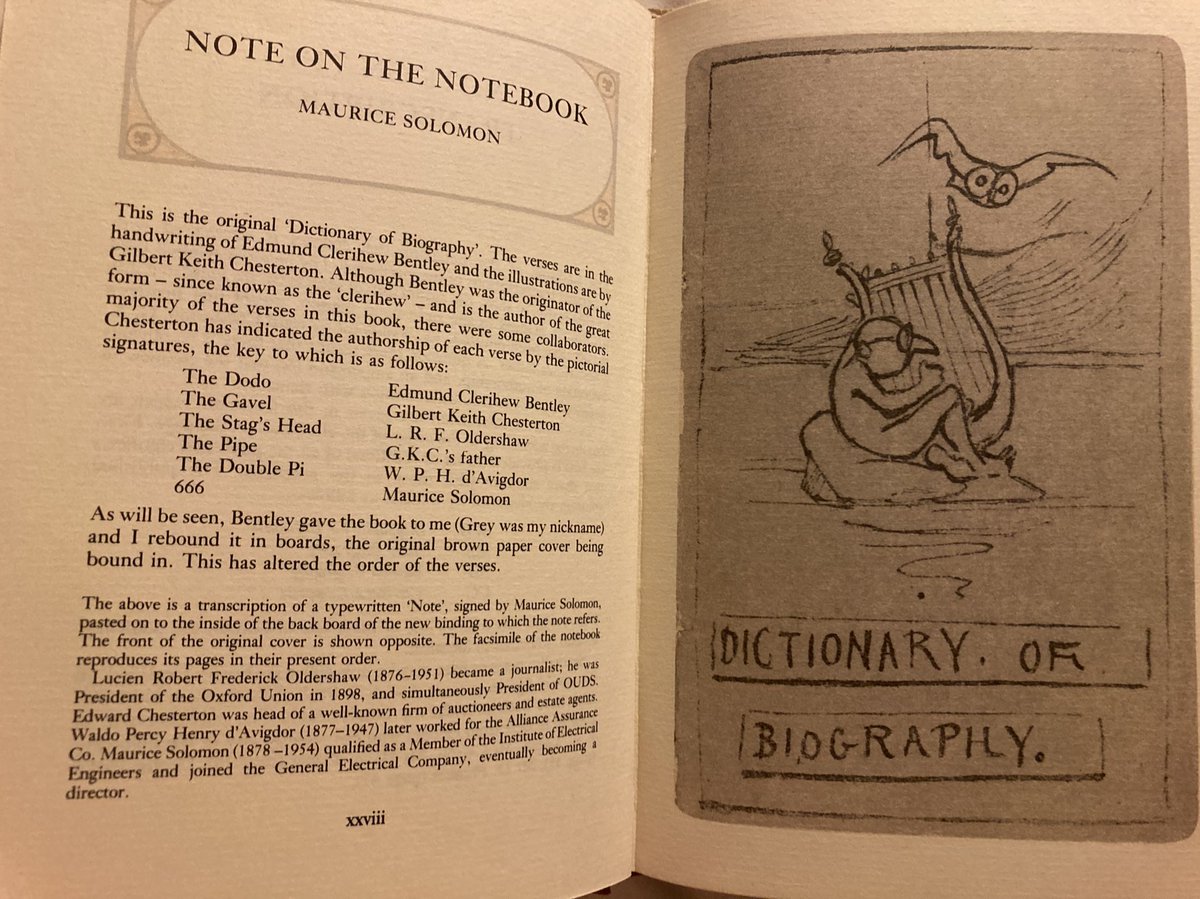 NOTE ON THE NOTEBOOK
MAURICE SOLOMON
This is the original ‘Dictionary of Biography’. The verses are in the
handwriting of Edmund Clerihew Bentley and the illustrations are by
Gilbert Keith Chesterton. Although Bentley was the originator of the
form – since known as the ‘clerihew’ – and is the author of the great
majority of the verses in this book, there were some collaborators.
Chesterton has indicated the authorship of each verse by the pictorial
signatures, the key to which is as follows:
The Dodo Edmund Clerihew Bentley
The Gavel Gilbert Keith Chesterton
The Stag's Head L. R. F. Oldershaw
The Pipe G.K.C.'s father
The Double Pi W. P. H. d'Avigdor
666 Maurice Solomon
As will be seen, Bentley gave the book to me (Grey was my nickname)
and I rebound it in boards, the original brown paper cover being
bound in. This has altered the order of the verses.
The above is a transcription of a typewritten ‘Note’, signed by Maurice Solomon,
pasted on to the inside of the back board of the new binding to which the note refers.
The front of the original cover is shown opposite. The facsimile of the notebook
reproduces its pages in their present order.
Lucien Robert Frederick Oldershaw (1876–1951) became a journalist; he was
President of the Oxford Union in 1898, and simultaneously President of OUDS.
Edward Chesterton was head of a well-known firm of auctioneers and estate agents.
Waldo Percy Henry d'Avigdor (1877–1947) later worked for the Alliance Assurance
Co. Maurice Solomon (1878–1954) qualified as a Member of the Institute of Electrical
Engineers and joined the General Electrical Company, eventually becoming a
director.
xxviii
DICTIONARY. OF
BIOGRAPHY.